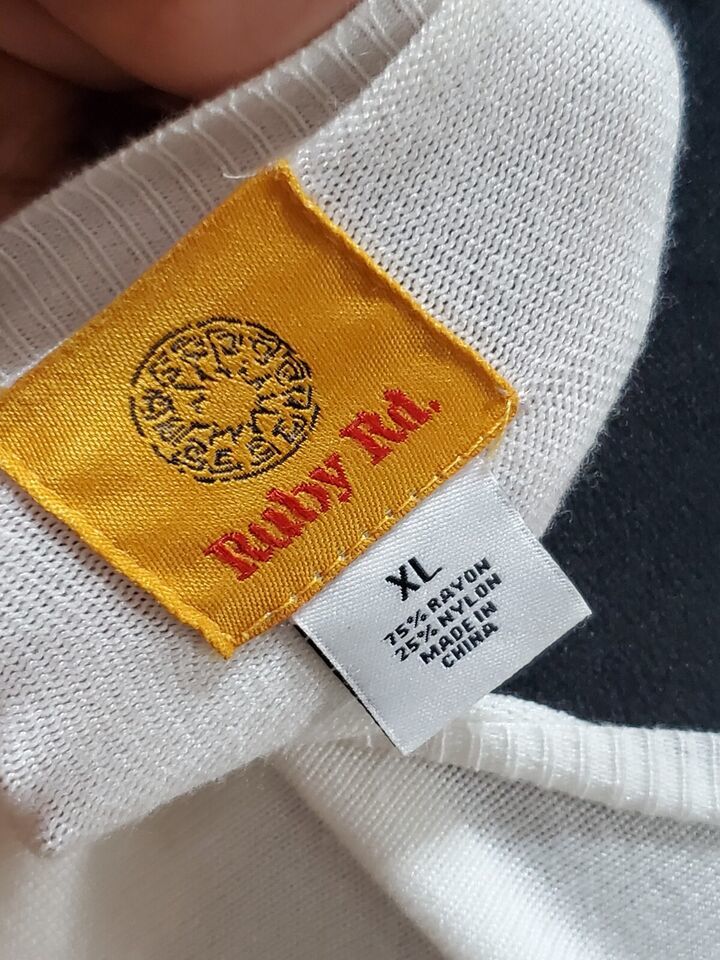 Ruby Rd.
XL
75% RAYON
25% NYLON
MADE IN
CHINA